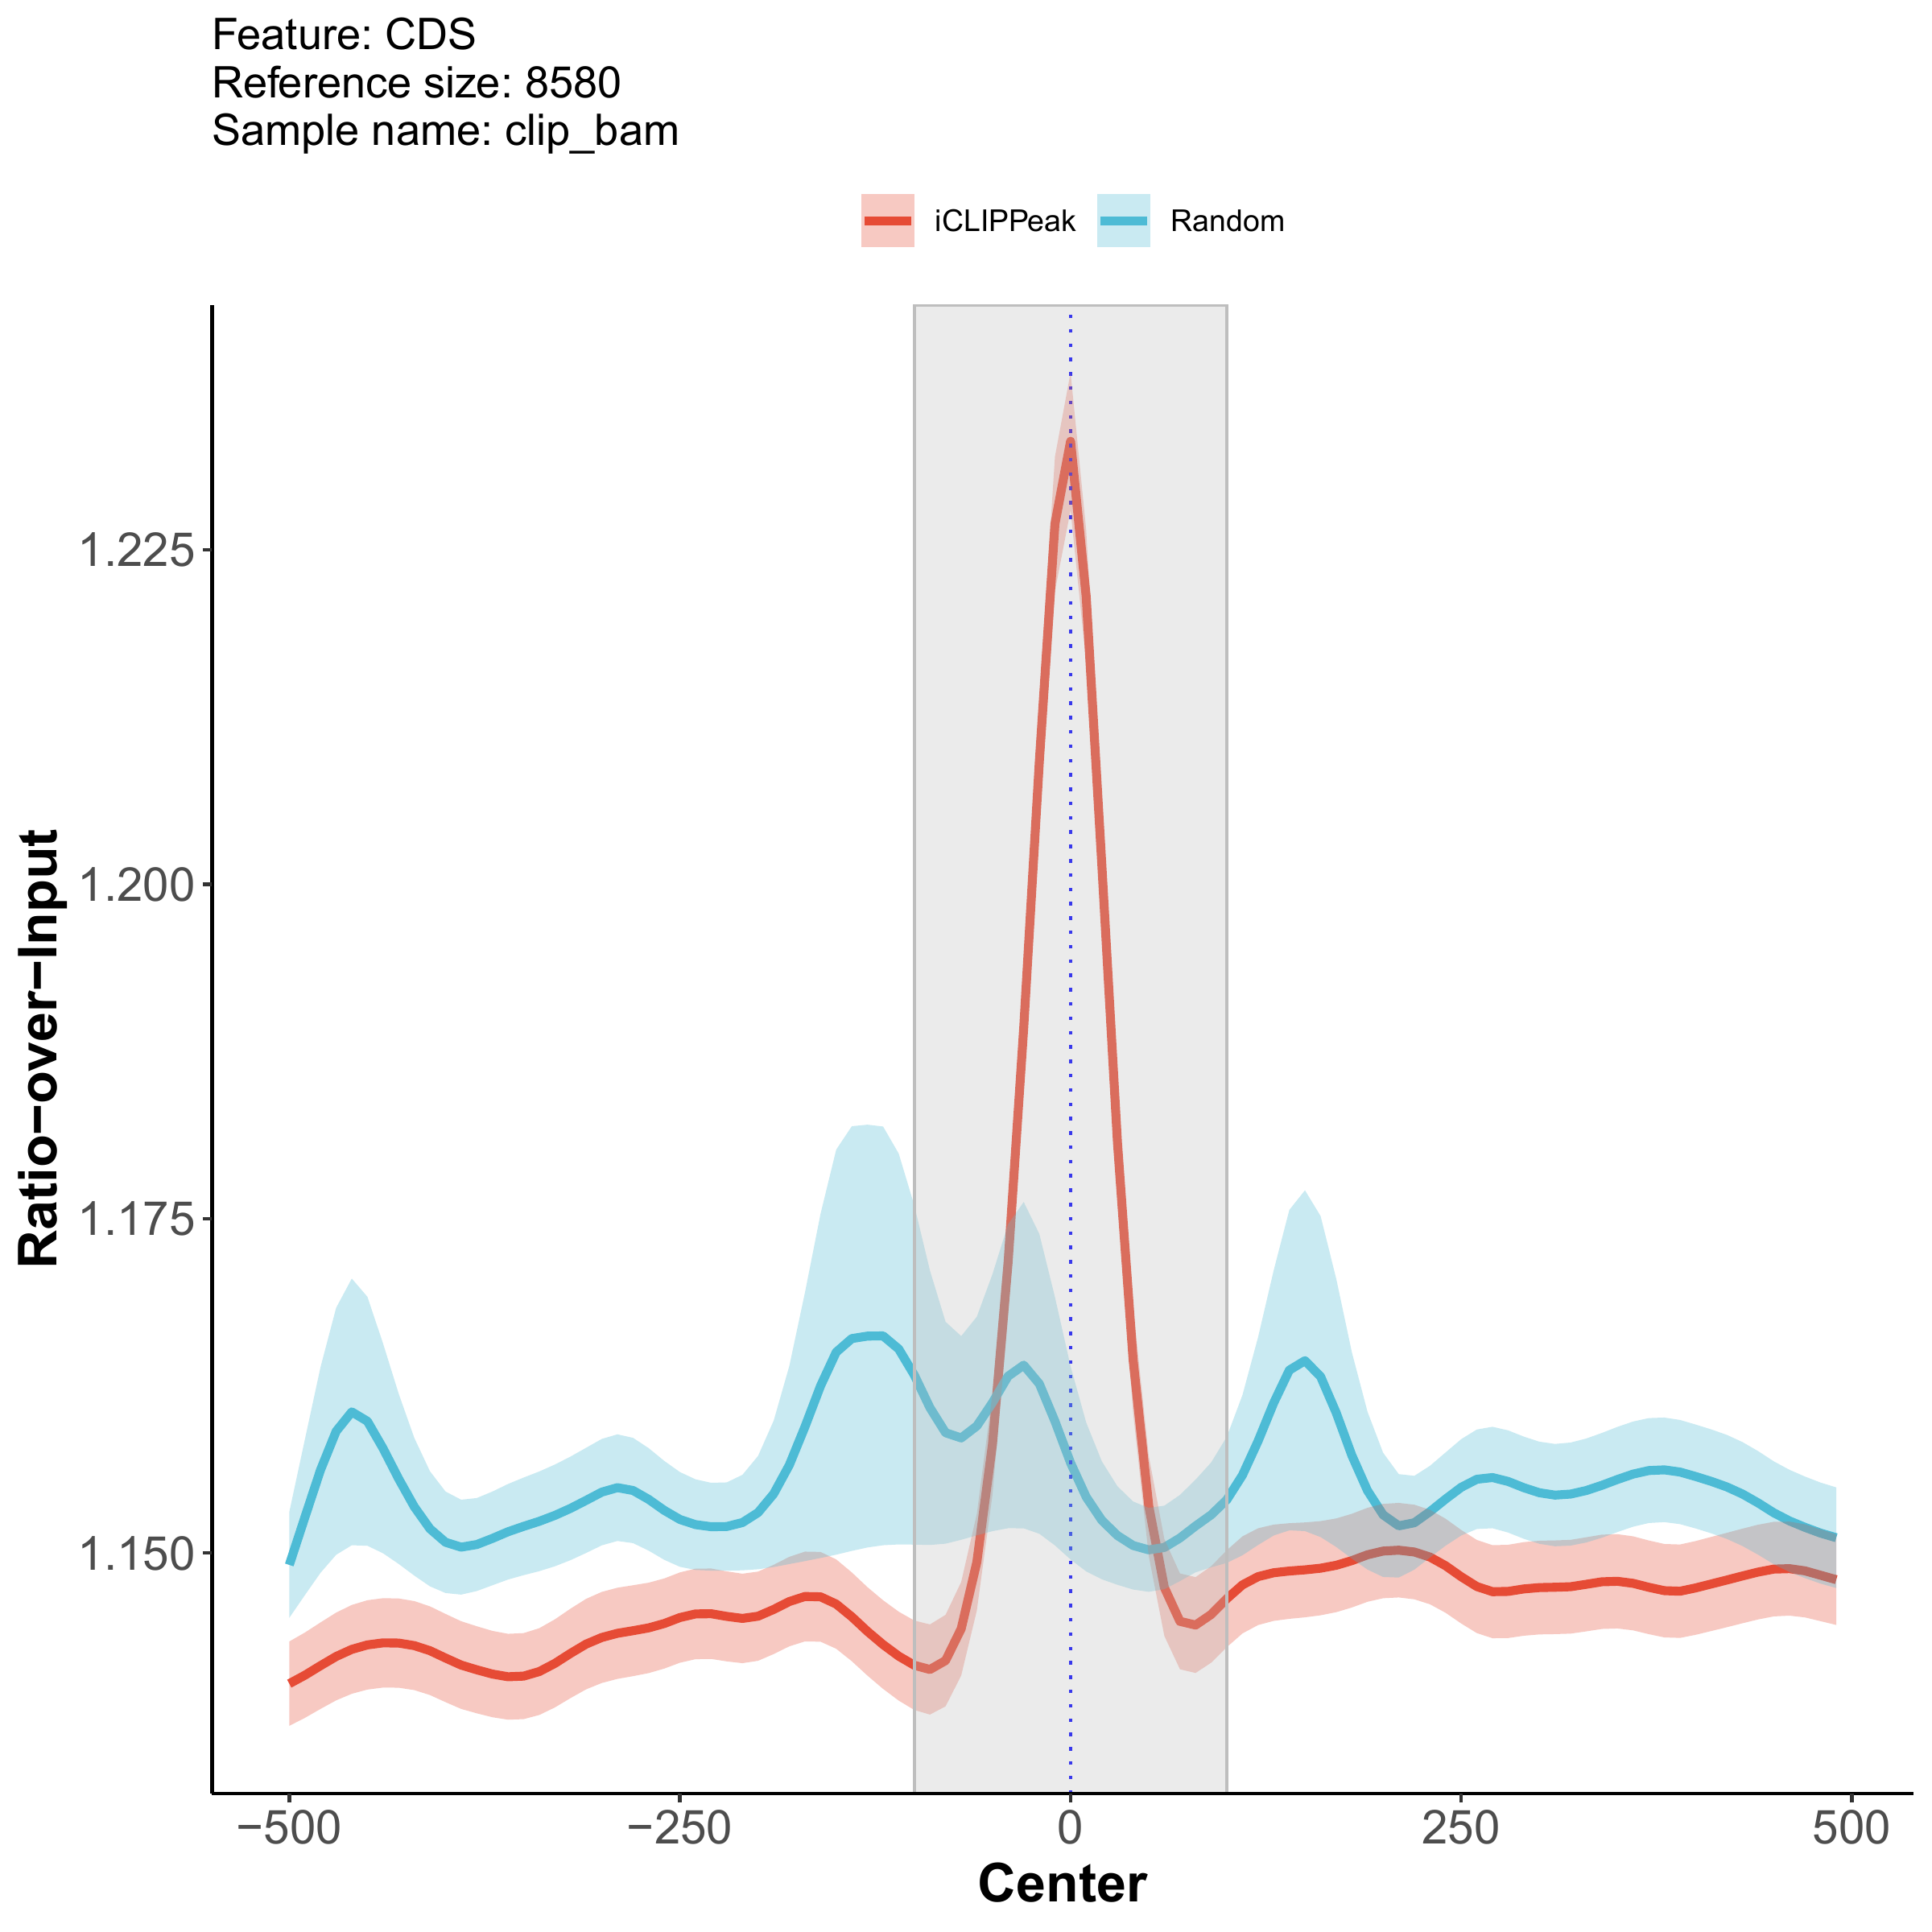 Feature: CDS
Reference size: 8580
Sample name: clip_bam
iCLIPPeak
Random
Ratio−over−Input
1.225
1.200
1.175
1.150
−500
−250
0
250
500
Center